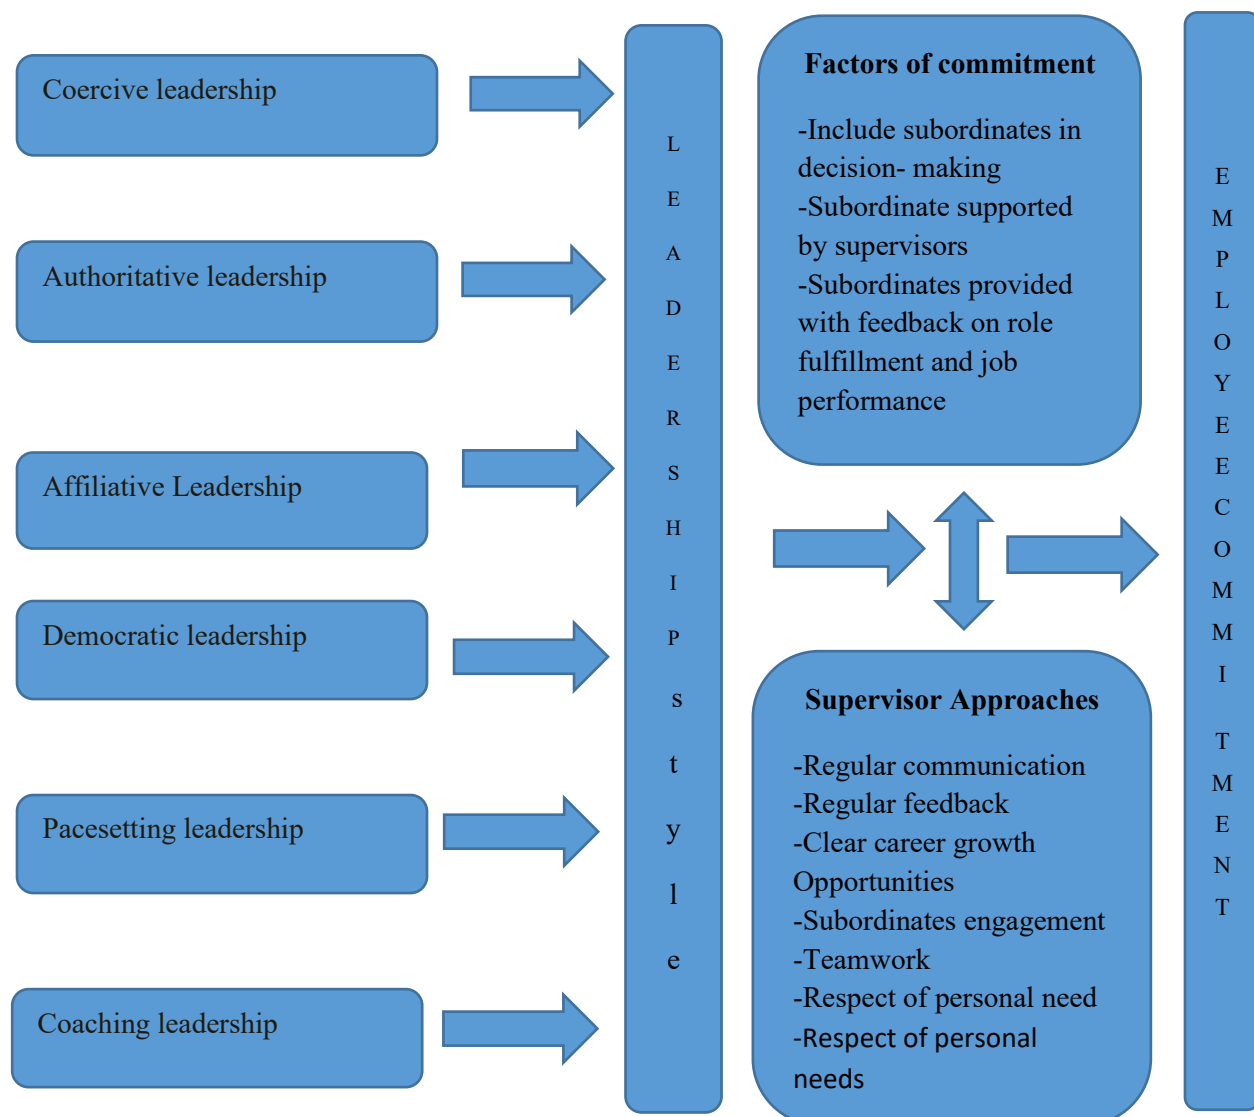 Coercive leadership
Authoritative leadership
Affiliative Leadership
Democratic leadership
Pacesetting leadership
Coaching leadership
L
E
A
D
E
R
S
H
I
P
s
t
y
l
e
Factors of commitment
-Include subordinates in
decision- making
-Subordinate supported
by supervisors
-Subordinates provided
with feedback on role
fulfillment and job
performance
Supervisor Approaches
-Regular communication
-Regular feedback
-Clear career growth
Opportunities
-Subordinates engagement
-Teamwork
-Respect of personal need
-Respect of personal
needs
E
M
P
L
O
Y
E
E
C
O
M
M
I
T
M
E
N
T